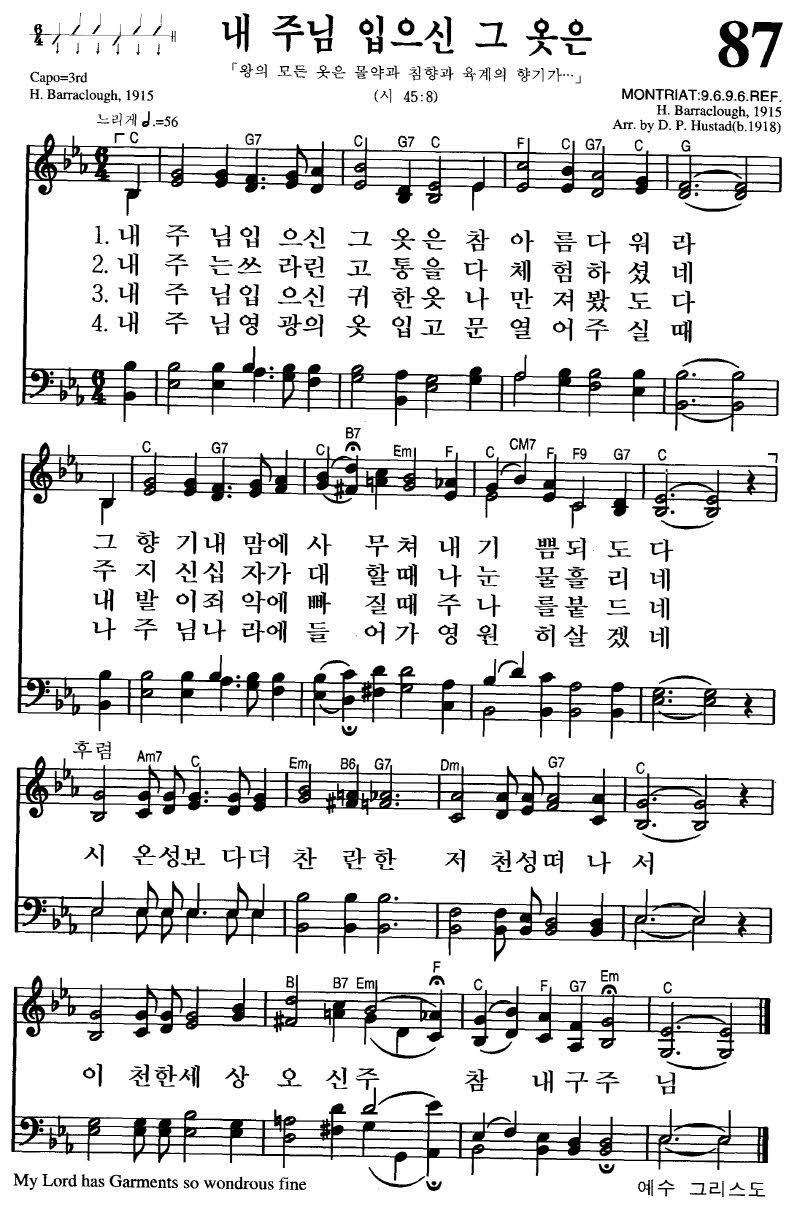 내 주님 입으신 그 옷은
87
「왕의 모든 옷은 몰약과 침향과 육계의 향기가…」
(시 45:8)
Capo=3rd
H. Barraclough, 1915
MONTRIAT:9.6.9.6.REF.
H. Barraclough, 1915
Arr. by D. P. Hustad(b.1918)
느리게 𝅗𝅥.=56
6/4
C G7 C G7 C F C G7 C G
1. 내 주 님입 으신 그 옷은 참 아 름다 워 라
2. 내 주 는쓰 라린 고 통을 다 체 험하 셨 네
3. 내 주 님입 으신 귀 한옷 나 만 져봤 도 다
4. 내 주 님영 광의 옷 입고 문 열 어주 실 때
C G7 C B7 Em F C CM7 F F9 G7 C
그 향 기내 맘에 사 무쳐 내 기 쁨되 도 다
주 지 신십 자가 대 할때 나 눈 물흘 리 네
내 발 이죄 악에 빠 질때 주 나 를붙 드 네
나 주 님나 라에 들 어가 영 원 히살 겠 네
후렴
Am7 C Em B6 G7 Dm G7 C
시 온성보 다더 찬 란한 저 천성떠 나 서
B B7 Em F C F G7 Em C
이 천한세 상 오 신주 참 내구주 님
My Lord has Garments so wondrous fine
예수 그리스도